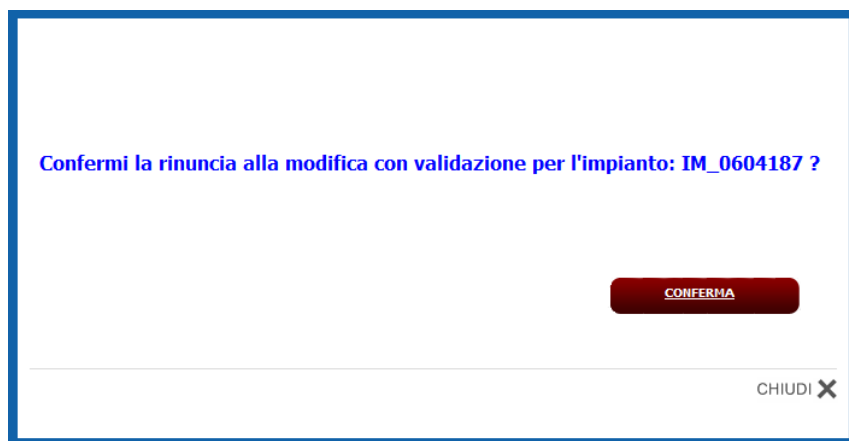 Confermi la rinuncia alla modifica con validazione per l'impianto: IM_0604187 ?
CONFERMA
CHIUDI